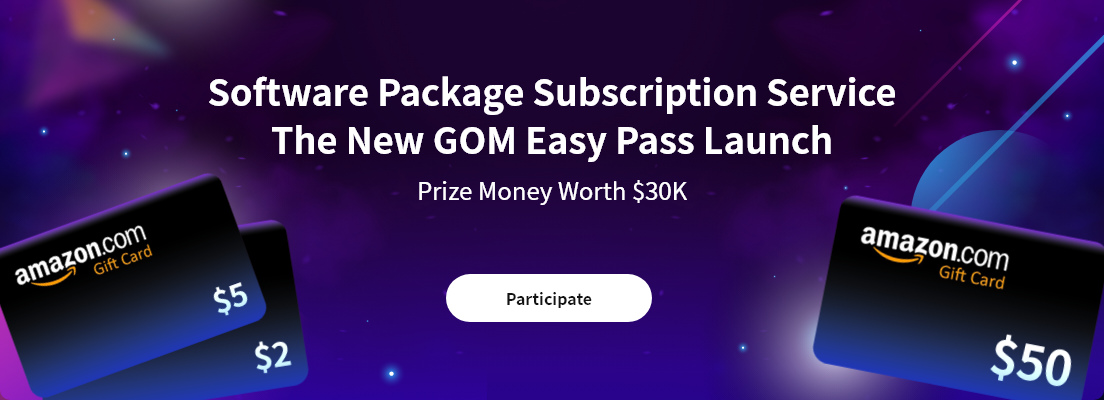 Software Package Subscription Service
The New GOM Easy Pass Launch
Prize Money Worth $30K
Participate
amazon.com
Gift Card
$5
$2
amazon.com
Gift Card
$50